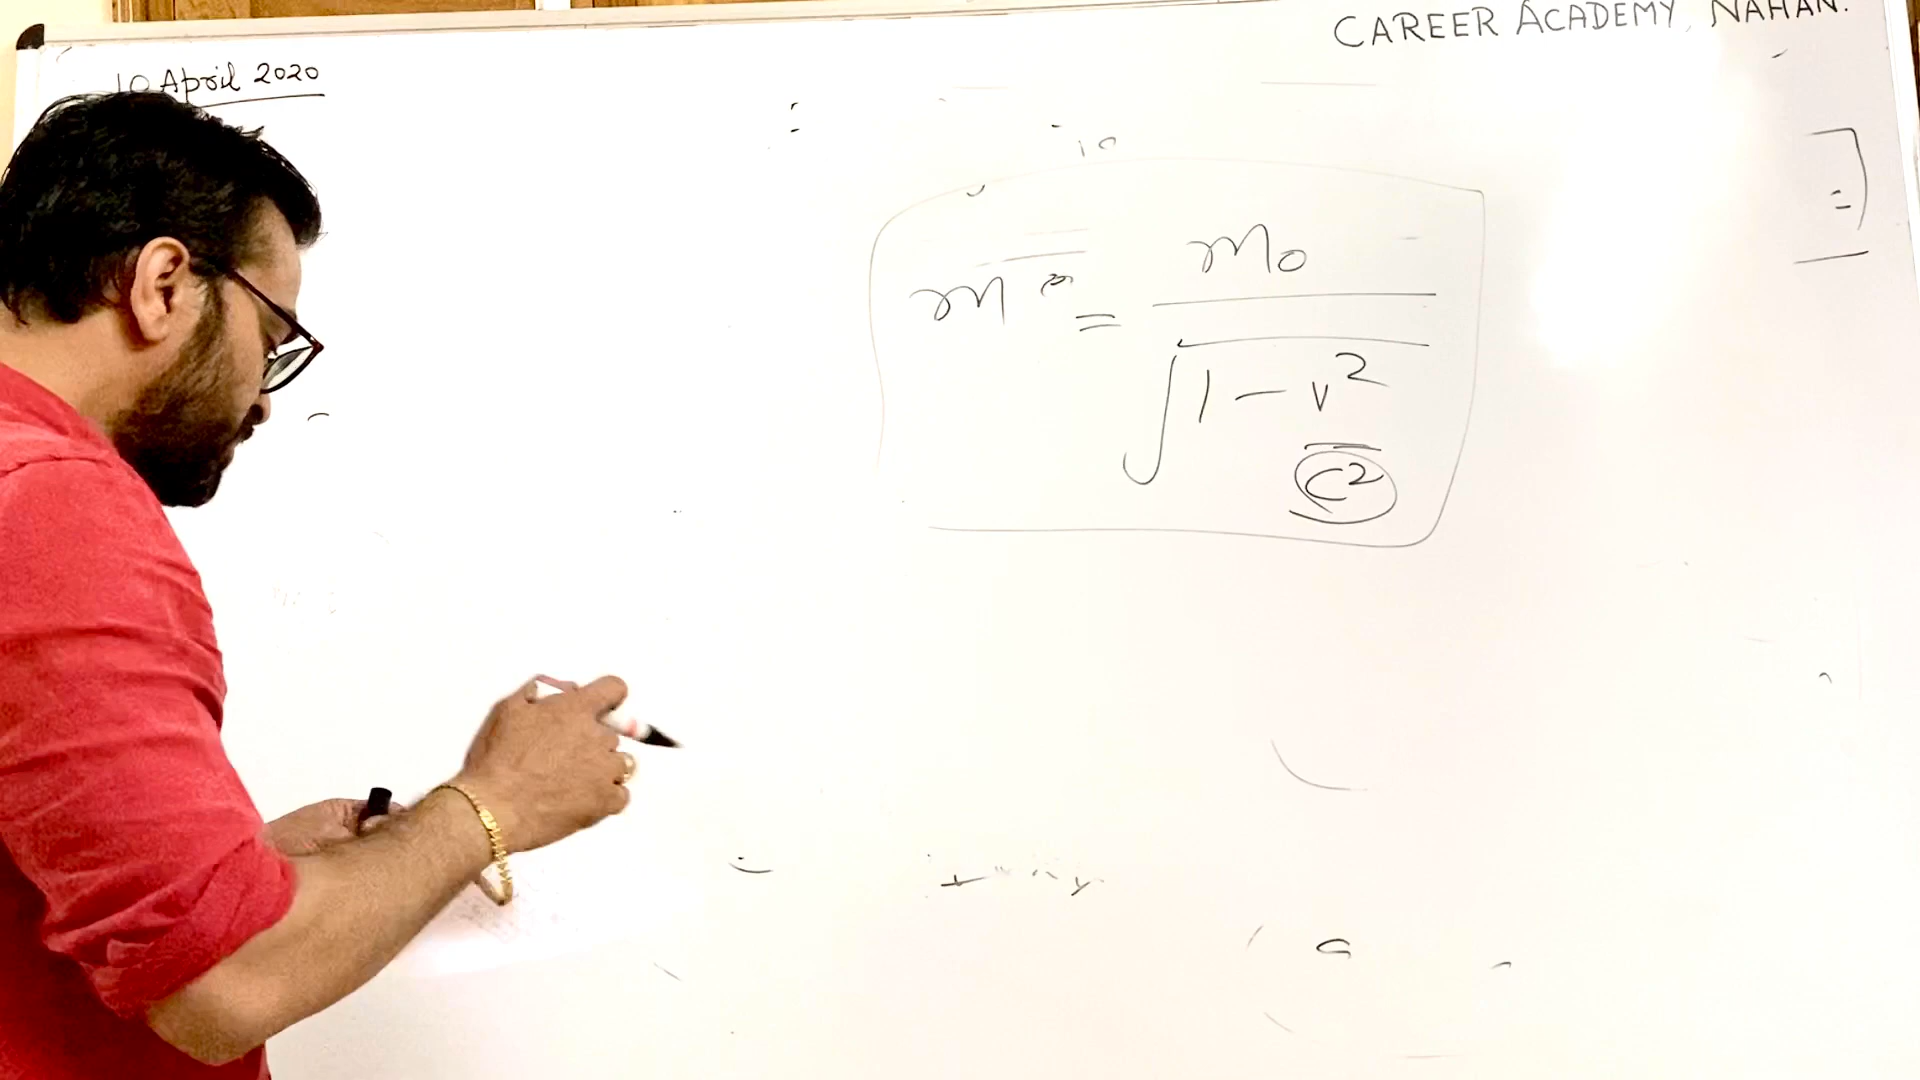 CAREER ACADEMY, NAHAN.
10 April 2020
m = m₀ / √(1 - v²/c²)